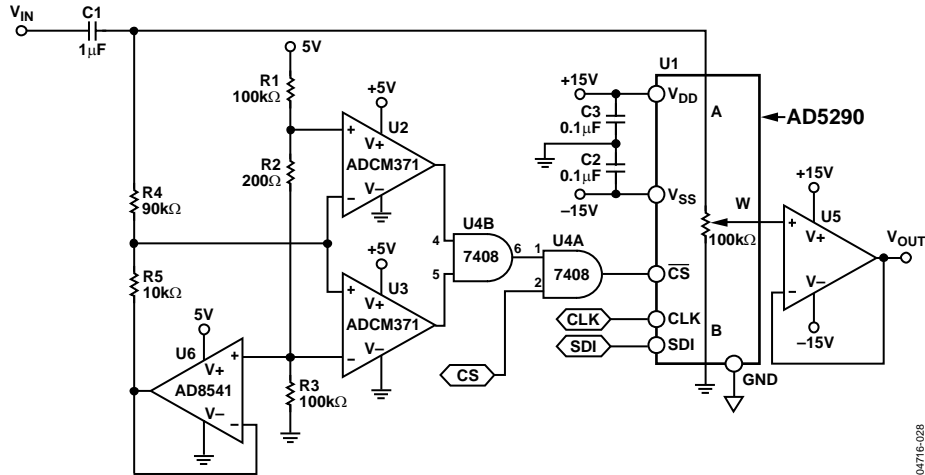 VIN
C1
1μF
5V
R1
100kΩ
R2
200Ω
R4
90kΩ
R5
10kΩ
+5V
U2
+
V+
ADCM371
V–
–
+5V
U3
+
V+
ADCM371
–
V–
R3
100kΩ
5V
U6
+
V+
AD8541
V–
–
4
U4B
7408
6
5
1
U4A
7408
2
CS
CLK
SDI
+15V
C3
0.1μF
C2
0.1μF
–15V
U1
VDD
A
AD5290
VSS
W
100kΩ
CS
CLK
B
SDI
GND
+15V
U5
+
V+
–
V–
–15V
VOUT
04716-028